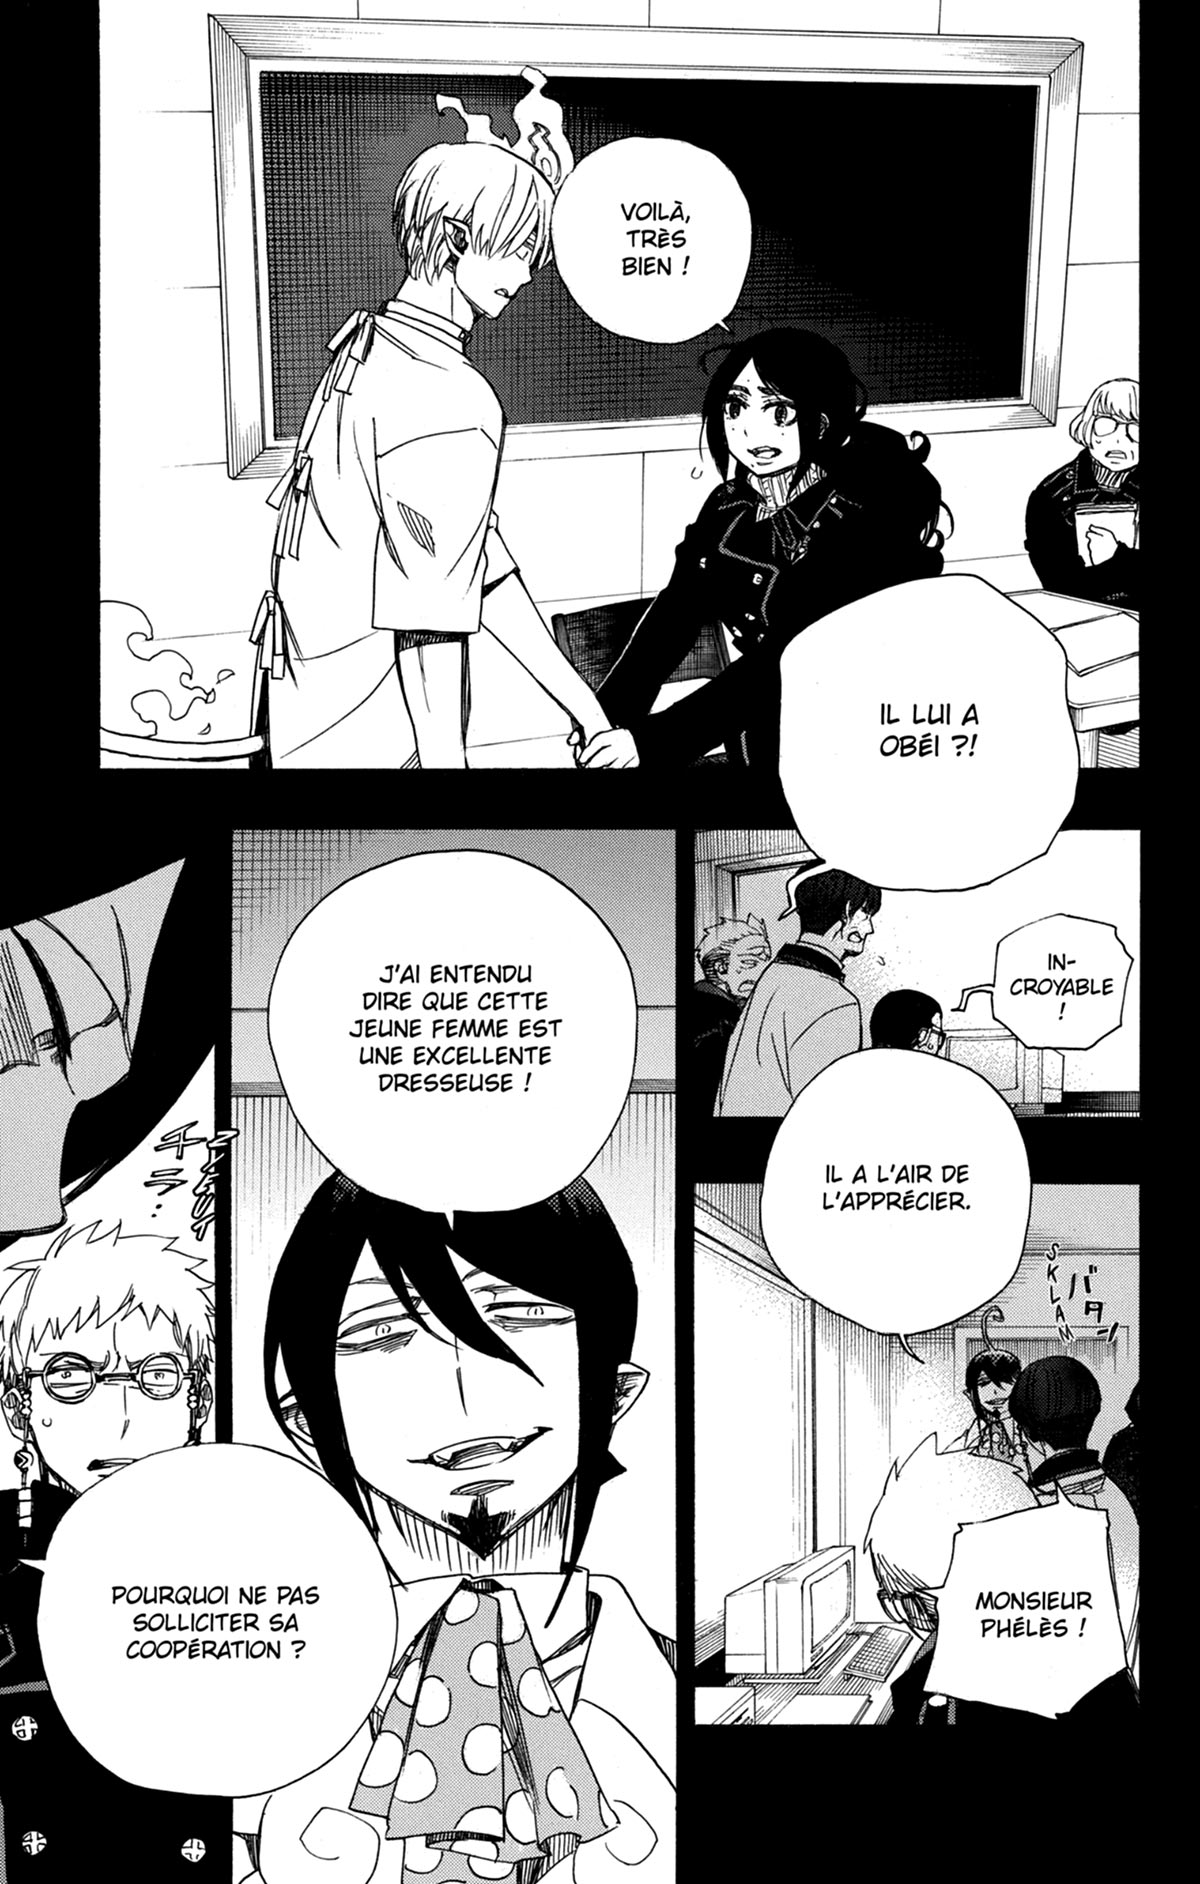 VOILÀ,
TRÈS
BIEN !
IL LUI A
OBÉI ?!
IN-
CROYABLE
!
IL A L'AIR DE
L'APPRÉCIER.
SKLAM
バタン
MONSIEUR
PHÉLÈS !
J'AI ENTENDU
DIRE QUE CETTE
JEUNE FEMME EST
UNE EXCELLENTE
DRESSEUSE !
チラ…
POURQUOI NE PAS
SOLLICITER SA
COOPÉRATION ?